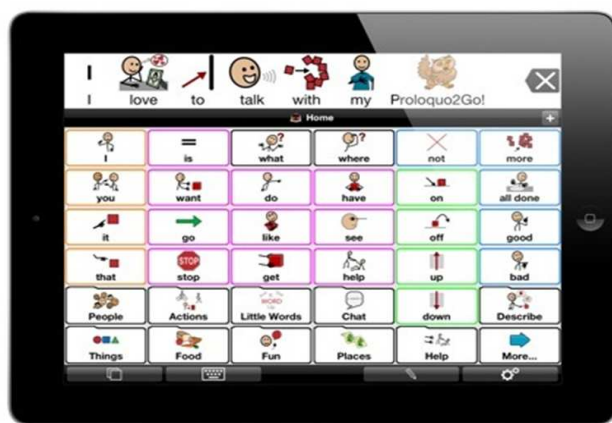 I love to talk with my Proloquo2Go!
Home
I is what where not more
you want do have on all done
it go like see off good
that STOP stop get help up bad
People Actions WORD Little Words Chat down Describe
Things Food Fun Places Help More...